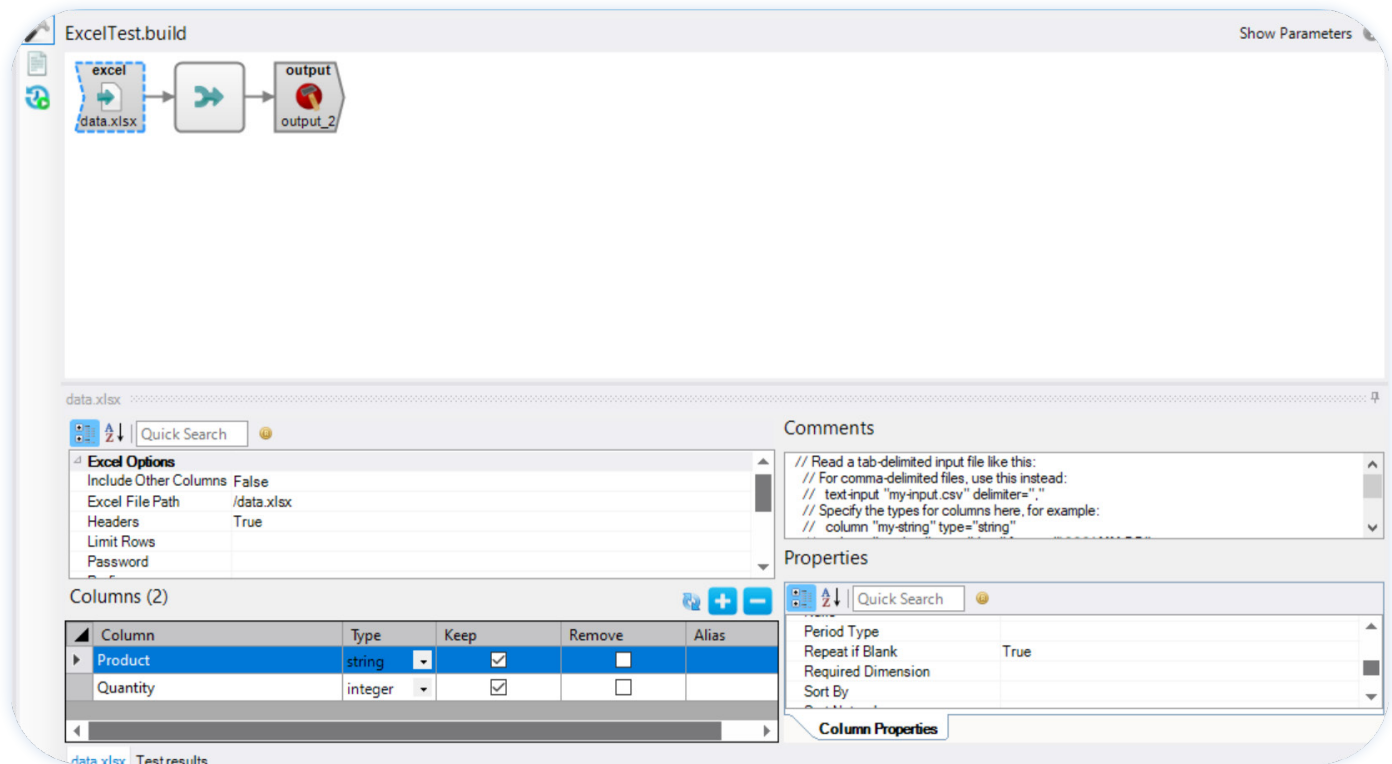 ExcelTest.build
Show Parameters
excel
data.xlsx
output
output_2
data.xlsx
Quick Search
Excel Options
Include Other Columns False
Excel File Path /data.xlsx
Headers True
Limit Rows
Password
Columns (2)
Column Type Keep Remove Alias
Product string
Quantity integer
Comments
// Read a tab-delimited input file like this:
// For comma-delimited files, use this instead:
// text-input "my-input.csv" delimiter=","
// Specify the types for columns here, for example:
// column "my-string" type="string"
Properties
Quick Search
Period Type
Repeat if Blank True
Required Dimension
Sort By
Column Properties
data.xlsx Test results